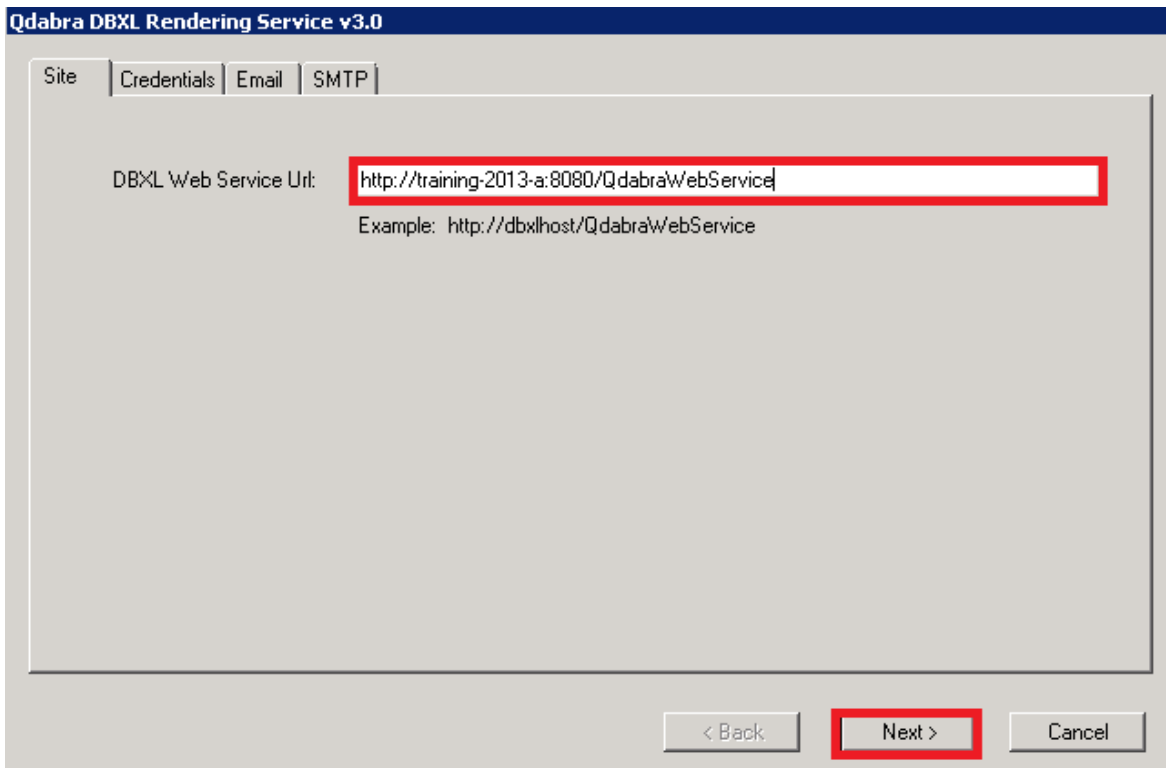 Qdabra DBXL Rendering Service v3.0
Site Credentials Email SMTP
DBXL Web Service Url: http://training-2013-a:8080/QdabraWebService
Example: http://dbxlhost/QdabraWebService
< Back Next > Cancel